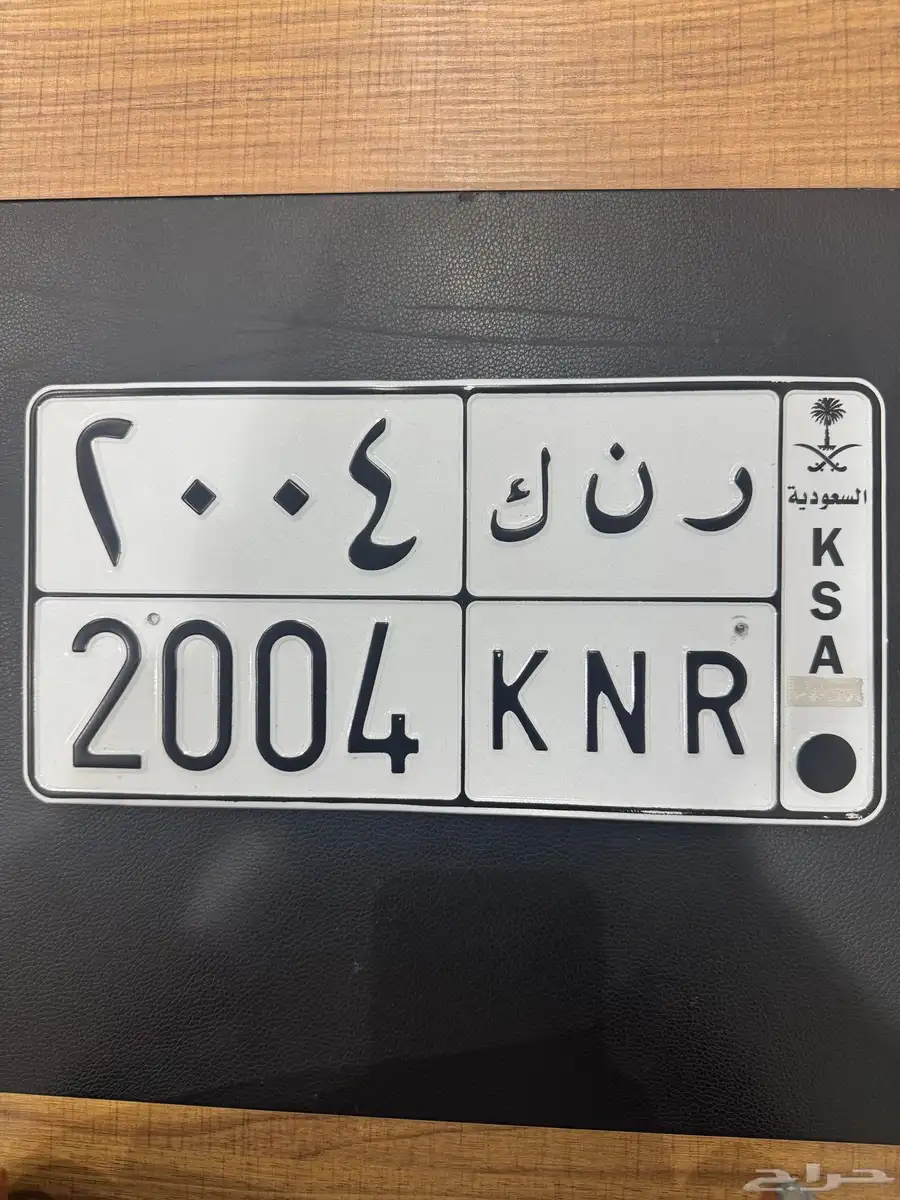 ٢٠٠٤
ر ن ك
السعودية
K
S
A
2004
KNR
حراج